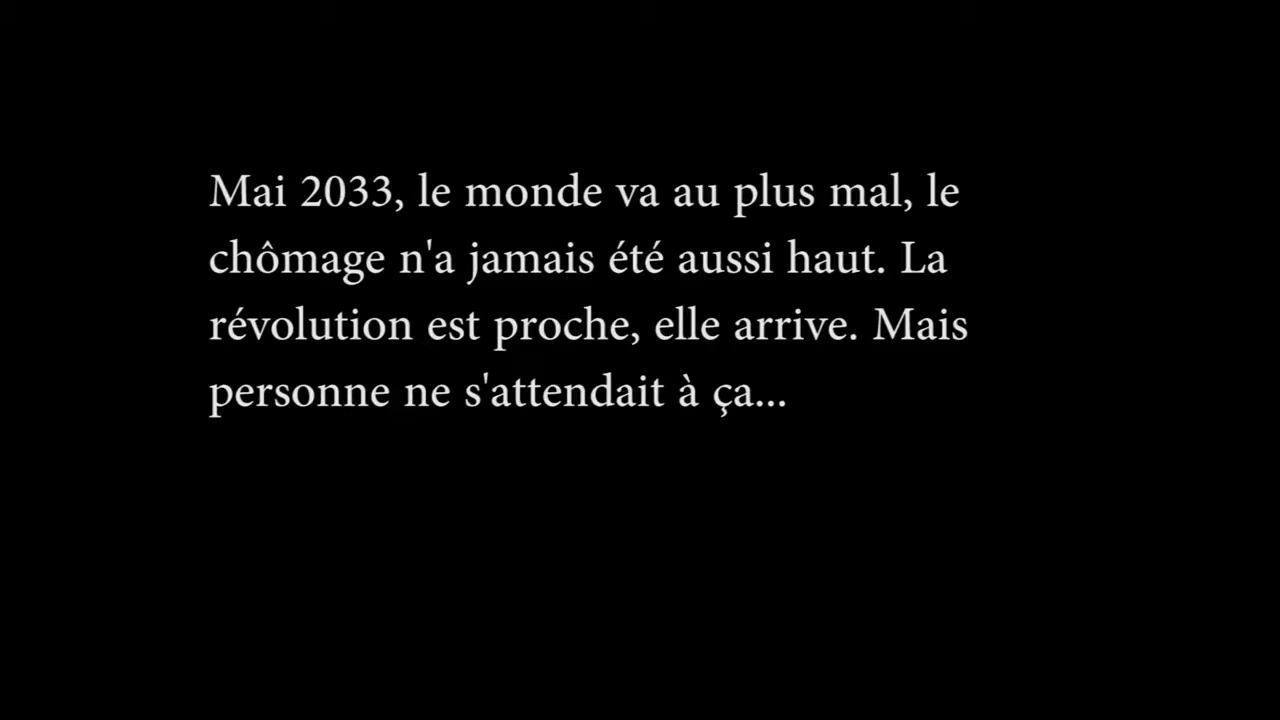 Mai 2033, le monde va au plus mal, le
chômage n'a jamais été aussi haut. La
révolution est proche, elle arrive. Mais
personne ne s'attendait à ça...